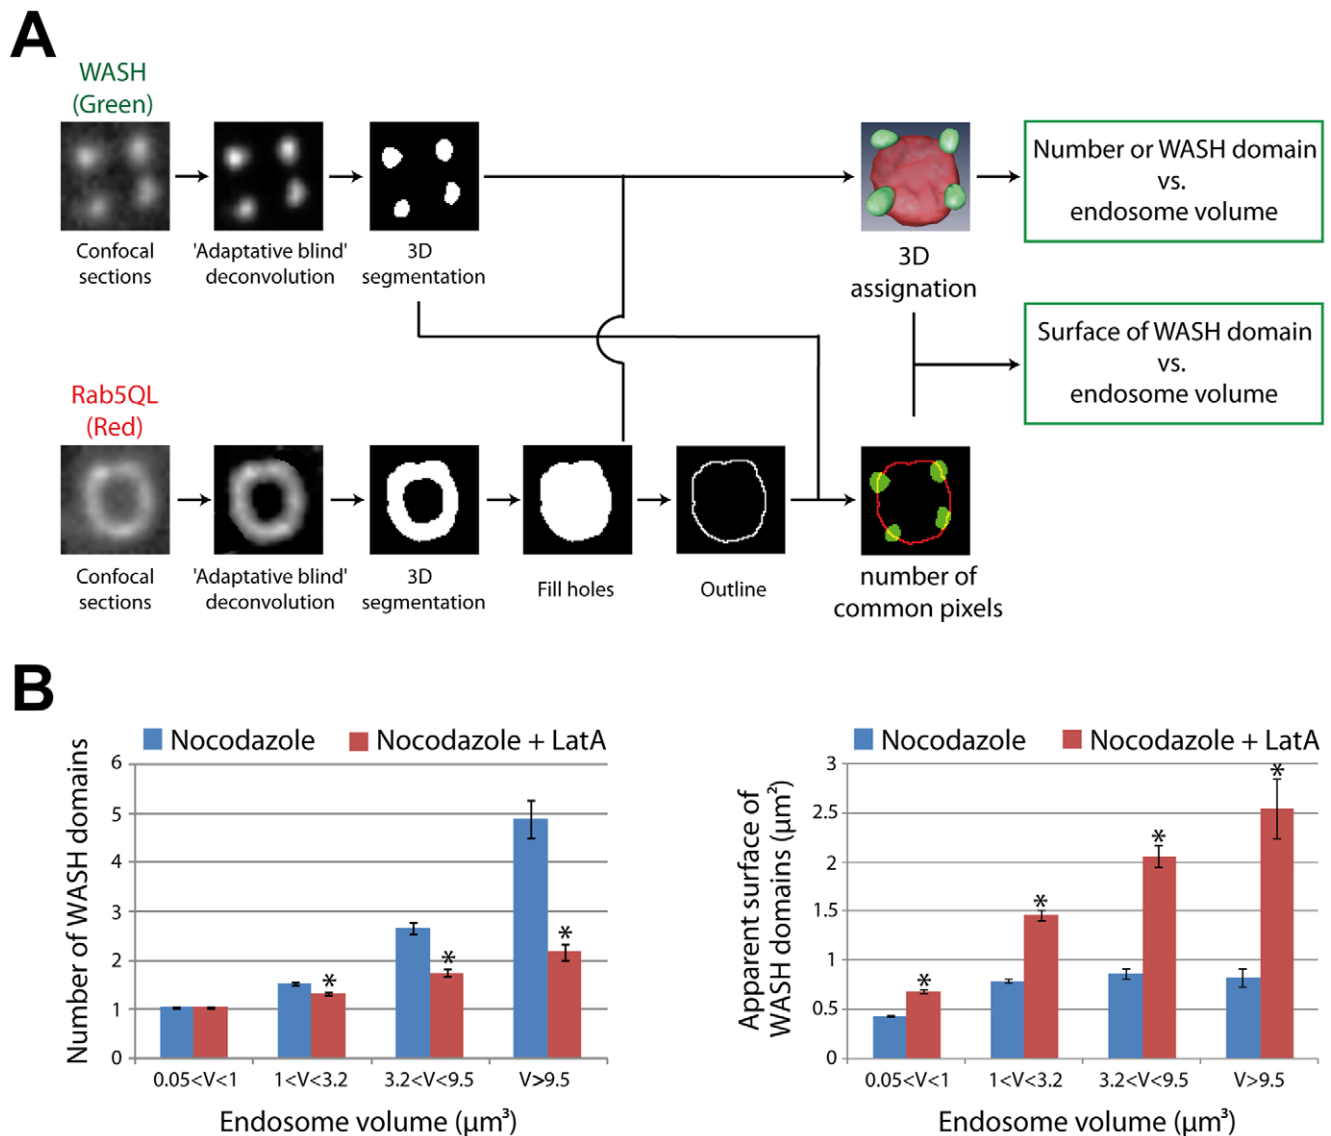 A
WASH
(Green)
Confocal
sections
'Adaptative blind'
deconvolution
3D
segmentation
3D
assignation
Number or WASH domain
vs.
endosome volume
Surface of WASH domain
vs.
endosome volume
Rab5QL
(Red)
Confocal
sections
'Adaptative blind'
deconvolution
3D
segmentation
Fill holes
Outline
number of
common pixels
B
Nocodazole
Nocodazole + LatA
Number of WASH domains
6
5
4
3
2
1
0
*
*
*
0.05<V<1
1<V<3.2
3.2<V<9.5
V>9.5
Endosome volume (µm³)
Nocodazole
Nocodazole + LatA
Apparent surface of
WASH domains (µm²)
3
2.5
2
1.5
1
0.5
0
*
*
*
*
0.05<V<1
1<V<3.2
3.2<V<9.5
V>9.5
Endosome volume (µm³)